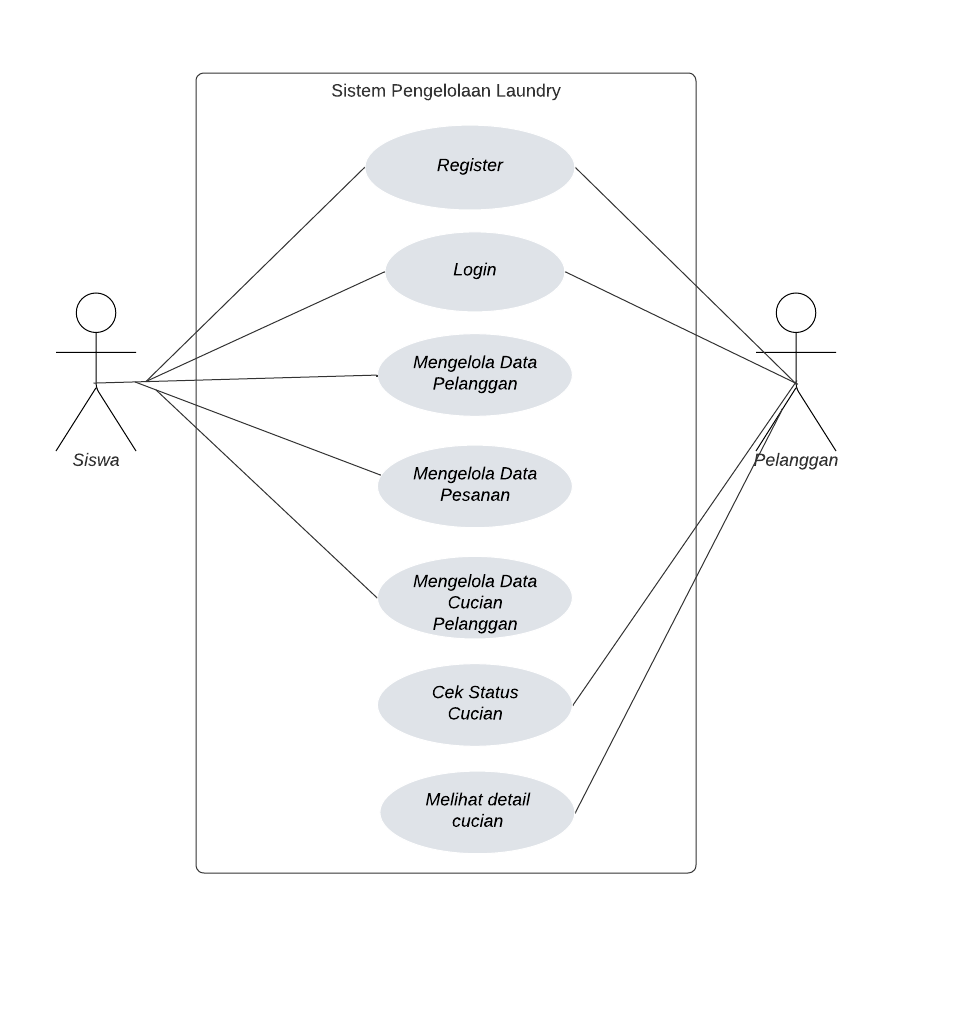 Sistem Pengelolaan Laundry
Register
Login
Mengelola Data
Pelanggan
Mengelola Data
Pesanan
Mengelola Data
Cucian
Pelanggan
Cek Status
Cucian
Melihat detail
cucian
Siswa
Pelanggan